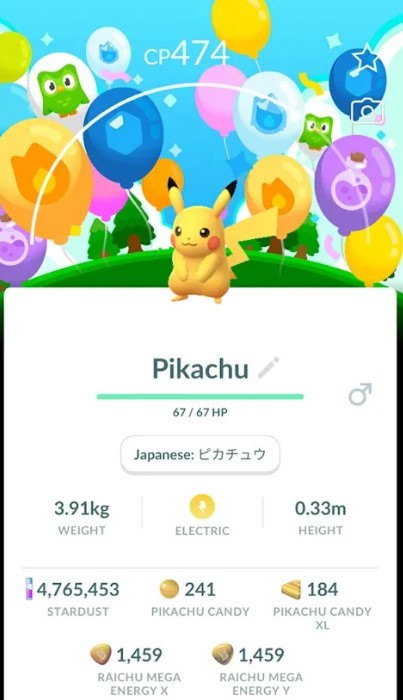 CP474
Pikachu
67 / 67 HP
Japanese: ピカチュウ
3.91kg
WEIGHT
ELECTRIC
0.33m
HEIGHT
4,765,453
STARDUST
241
PIKACHU CANDY
184
PIKACHU CANDY
XL
1,459
RAICHU MEGA
ENERGY X
1,459
RAICHU MEGA
ENERGY Y